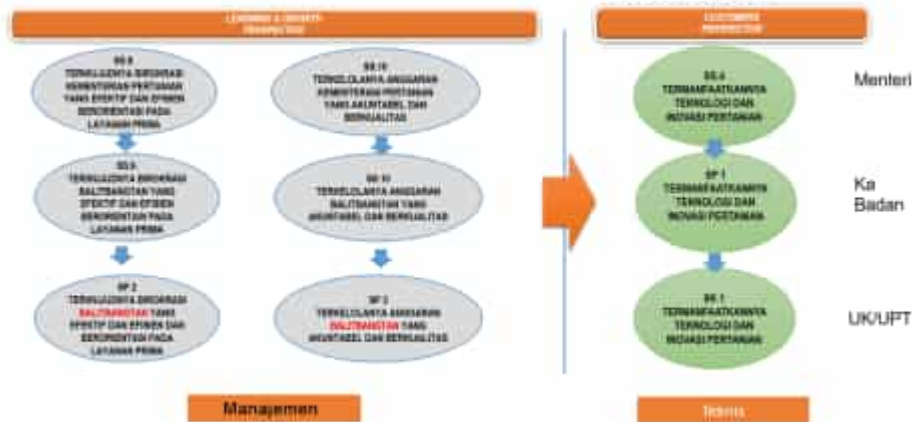 LEARNING & GROWTH
PERSPECTIVE
CUSTOMERS
PERSPECTIVE
SS.9
TERWUJUDNYA BIROKRASI
KEMENTERIAN PERTANIAN
YANG EFEKTIF DAN EFISIEN
BERORIENTASI PADA
LAYANAN PRIMA
SS.10
TERKELOLANYA ANGGARAN
KEMENTERIAN PERTANIAN
YANG AKUNTABEL DAN
BERKUALITAS
SS.4
TERMANFAATKANNYA
TEKNOLOGI DAN
INOVASI PERTANIAN
Menteri
SS.9
TERWUJUDNYA BIROKRASI
BALITBANGTAN YANG
EFEKTIF DAN EFISIEN
BERORIENTASI PADA
LAYANAN PRIMA
SS 10
TERKELOLANYA ANGGARAN
BALITBANGTAN YANG
AKUNTABEL DAN BERKUALITAS
SP 1
TERMANFAATKANNYA
TEKNOLOGI DAN
INOVASI PERTANIAN
Ka
Badan
SP 2
TERWUJUDNYA BIROKRASI
BALITBANGTAN YANG
EFEKTIF DAN EFISIEN DAN
BERORIENTASI PADA
LAYANAN PRIMA
SP 3
TERKELOLANYA ANGGARAN
BALITBANGTAN YANG
AKUNTABEL DAN BERKUALITAS
SK 1
TERMANFAATKANNYA
TEKNOLOGI DAN
INOVASI PERTANIAN
UK/UPT
Manajemen
Teknis